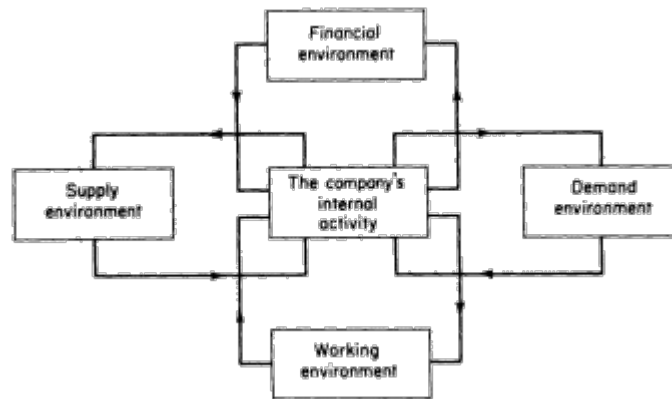 Financial
environment
Supply
environment
The company's
internal
activity
Demand
environment
Working
environment